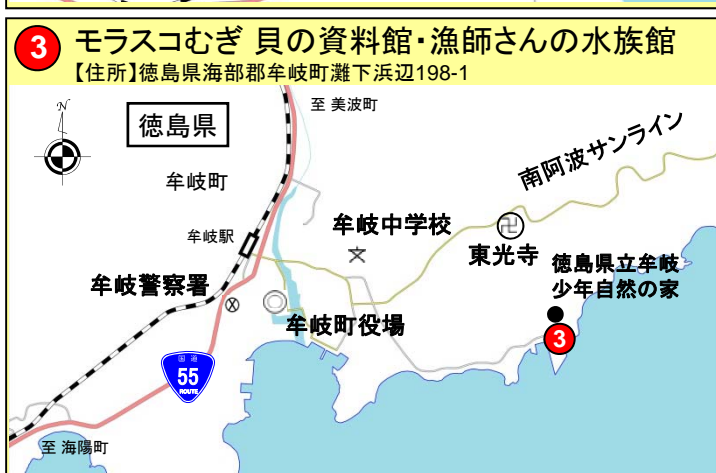 3 モラスコむぎ 貝の資料館・漁師さんの水族館
【住所】徳島県海部郡牟岐町灘下浜辺198-1
N
徳島県
至 美波町
牟岐町
南阿波サンライン
牟岐駅
牟岐中学校
文
卍
東光寺
牟岐警察署
徳島県立牟岐
少年自然の家
牟岐町役場
3
国道
55
ROUTE
至 海陽町